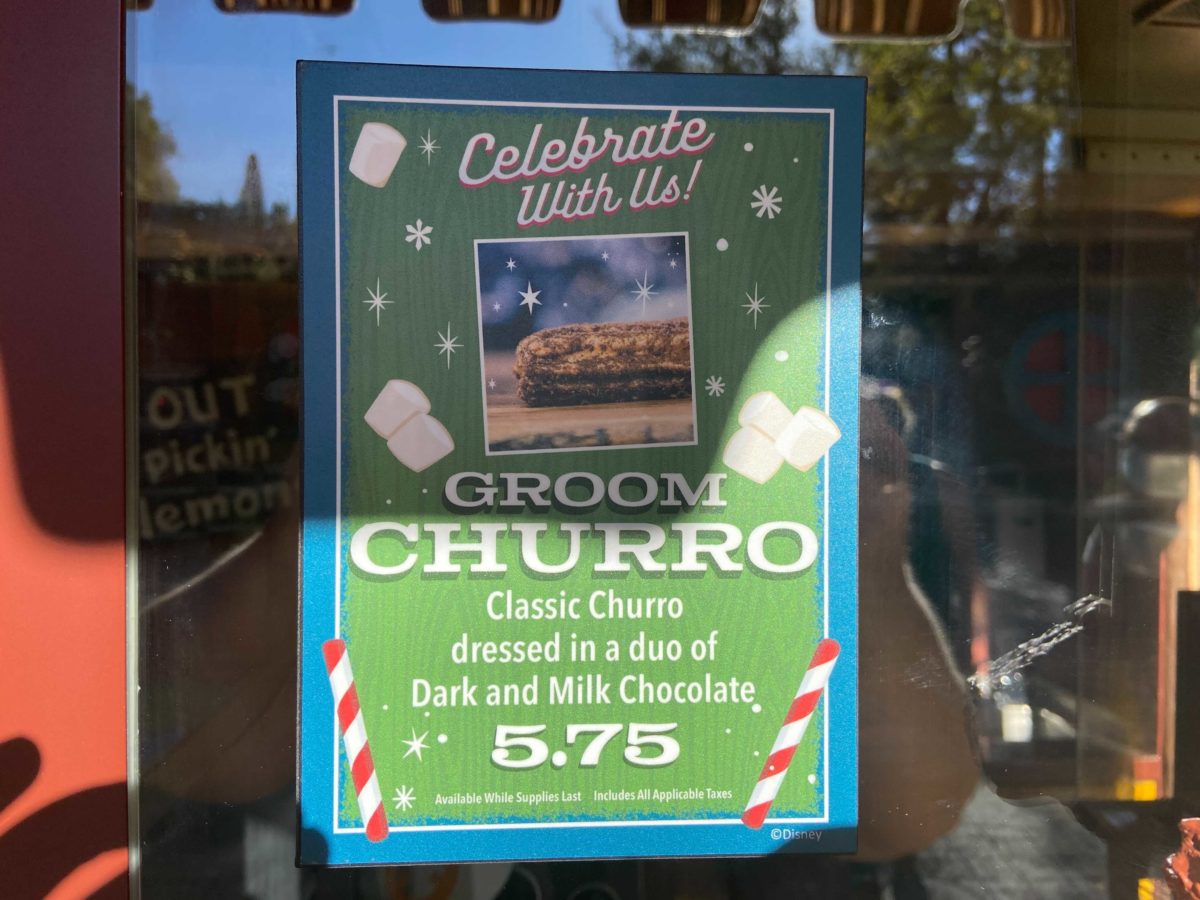 Celebrate
With Us!
GROOM
CHURRO
Classic Churro
dressed in a duo of
Dark and Milk Chocolate
5.75
Available While Supplies Last Includes All Applicable Taxes
©Disney
OUT
pickin'
lemon